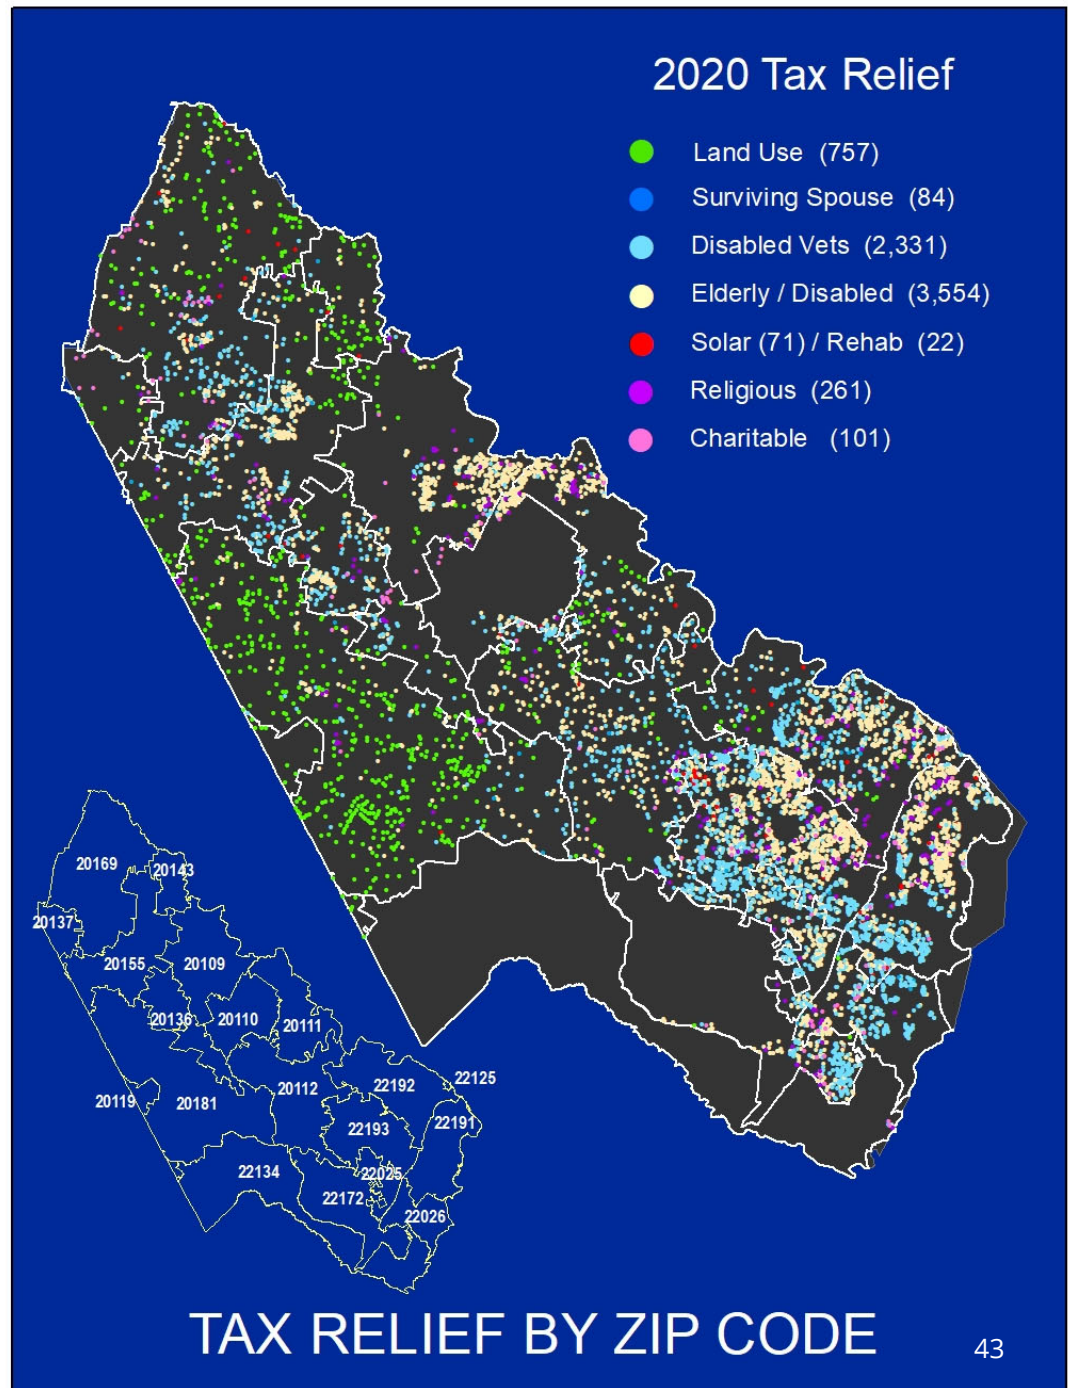 2020 Tax Relief
Land Use (757)
Surviving Spouse (84)
Disabled Vets (2,331)
Elderly / Disabled (3,554)
Solar (71) / Rehab (22)
Religious (261)
Charitable (101)
20169
20143
20137
20155
20109
20136
20110
20111
20112
22192
22125
20119
20181
22193
22191
22134
22025
22172
22026
TAX RELIEF BY ZIP CODE
43